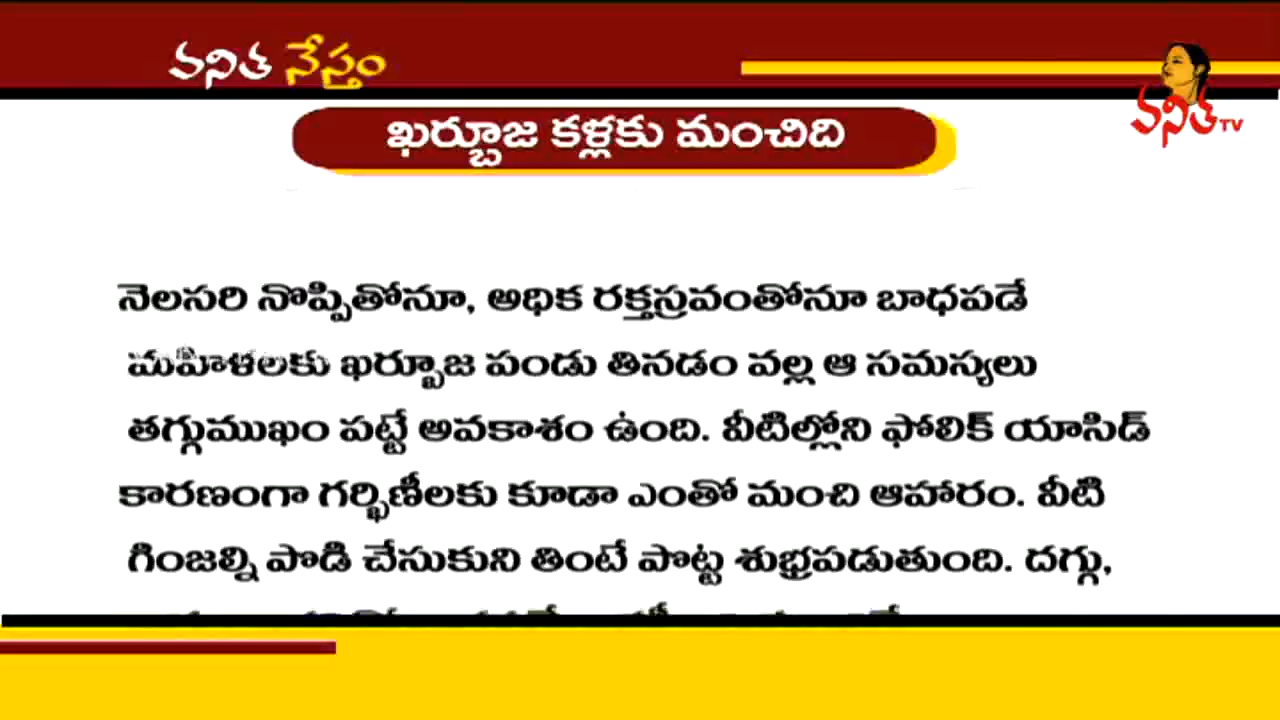 వనిత నేస్తం
వనిత TV
ఖర్బూజ కళ్లకు మంచిది
నెలసరి నొప్పితోనూ, అధిక రక్తస్రవంతోనూ బాధపడే
మహిళలకు ఖర్బూజ పండు తినడం వల్ల ఆ సమస్యలు
తగ్గుముఖం పట్టే అవకాశం ఉంది. వీటిల్లోని ఫోలిక్ యాసిడ్
కారణంగా గర్భిణీలకు కూడా ఎంతో మంచి ఆహారం. వీటి
గింజల్ని పొడి చేసుకుని తింటే పొట్ట శుభ్రపడుతుంది. దగ్గు,